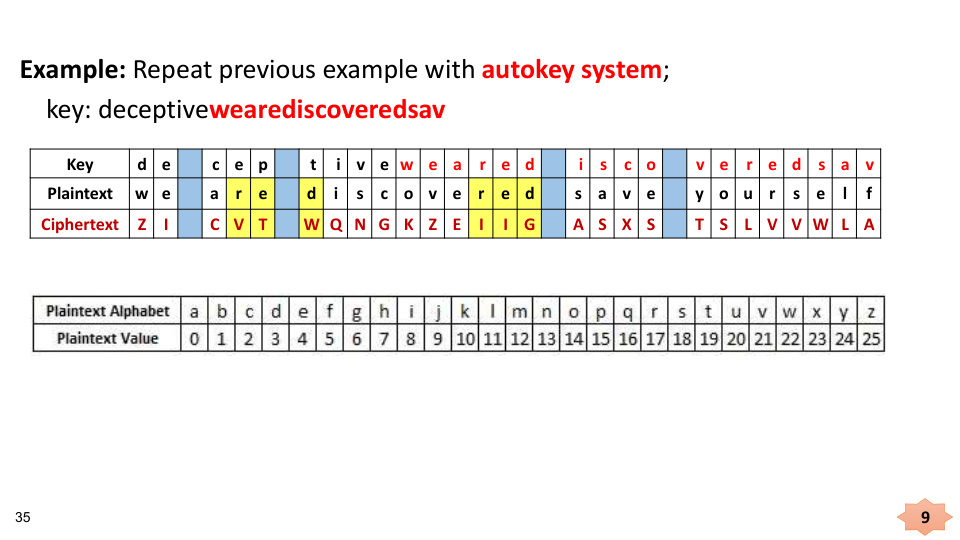 Example: Repeat previous example with autokey system;
key: deceptivewearediscoveredsav
Key d e c e p t i v e w e a r e d i s c o v e r e d s a v
Plaintext w e a r e d i s c o v e r e d s a v e y o u r s e l f
Ciphertext Z I C V T W Q N G K Z E I I G A S X S T S L V V W L A
Plaintext Alphabet a b c d e f g h i j k l m n o p q r s t u v w x y z
Plaintext Value 0 1 2 3 4 5 6 7 8 9 10 11 12 13 14 15 16 17 18 19 20 21 22 23 24 25
35
9